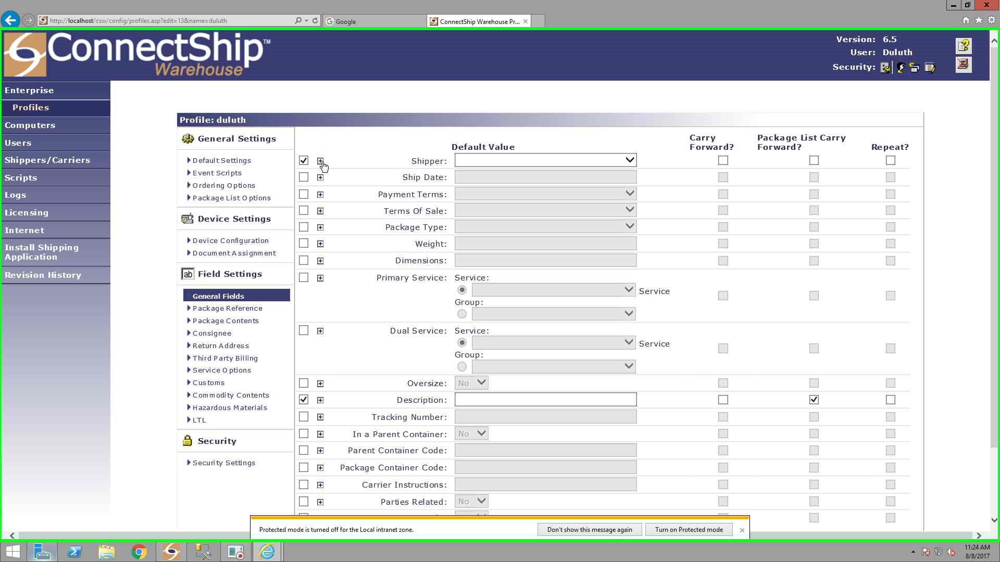 http://localhost/csw/config/profiles.asp?edit=13&name=duluth
Google
ConnectShip Warehouse Pr...
ConnectShip™
Warehouse
Version: 6.5
User: Duluth
Security:
Enterprise
Profiles
Computers
Users
Shippers/Carriers
Scripts
Logs
Licensing
Internet
Install Shipping
Application
Revision History
Profile: duluth
General Settings
Default Settings
Event Scripts
Ordering Options
Package List Options
Device Settings
Device Configuration
Document Assignment
ab Field Settings
General Fields
Package Reference
Package Contents
Consignee
Return Address
Third Party Billing
Service Options
Customs
Commodity Contents
Hazardous Materials
LTL
Security
Security Settings
Default Value
Carry
Forward?
Package List Carry
Forward?
Repeat?
Shipper:
Ship Date:
Payment Terms:
Terms Of Sale:
Package Type:
Weight:
Dimensions:
Primary Service: Service:
Service
Group:
Dual Service: Service:
Service
Group:
Oversize: No
Description:
Tracking Number:
In a Parent Container: No
Parent Container Code:
Package Container Code:
Carrier Instructions:
Parties Related: No
Protected mode is turned off for the Local intranet zone.
Don't show this message again
Turn on Protected mode
11:24 AM
8/8/2017